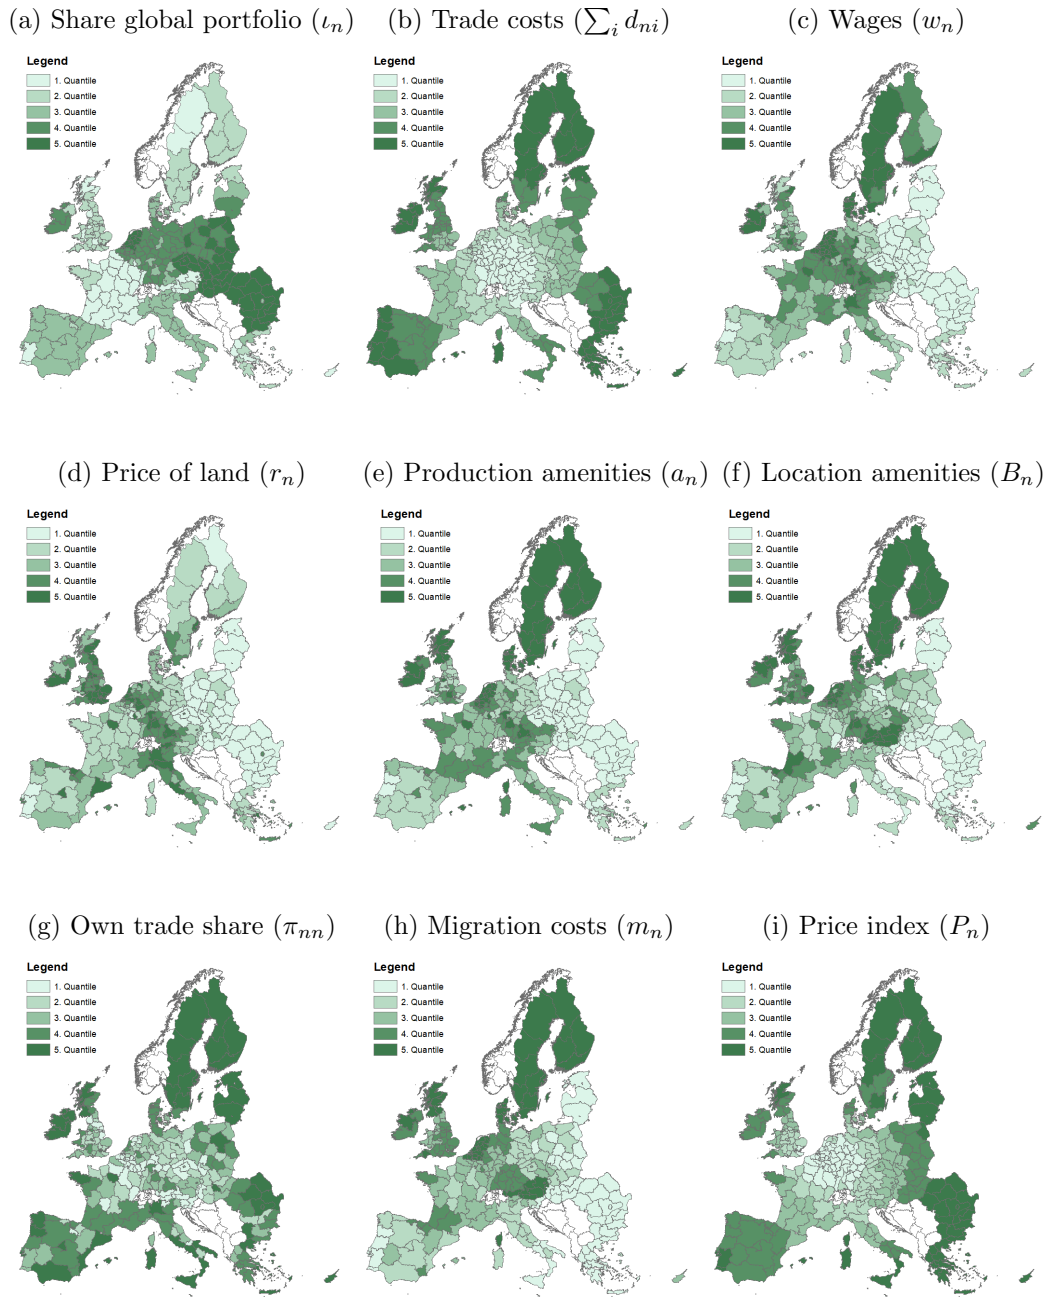 (a) Share global portfolio (ιₙ)
(b) Trade costs (∑ᵢ dₙᵢ)
(c) Wages (wₙ)
Legend
1. Quantile
2. Quantile
3. Quantile
4. Quantile
5. Quantile
Legend
1. Quantile
2. Quantile
3. Quantile
4. Quantile
5. Quantile
Legend
1. Quantile
2. Quantile
3. Quantile
4. Quantile
5. Quantile
(d) Price of land (rₙ)
(e) Production amenities (aₙ)
(f) Location amenities (Bₙ)
Legend
1. Quantile
2. Quantile
3. Quantile
4. Quantile
5. Quantile
Legend
1. Quantile
2. Quantile
3. Quantile
4. Quantile
5. Quantile
Legend
1. Quantile
2. Quantile
3. Quantile
4. Quantile
5. Quantile
(g) Own trade share (πₙₙ)
(h) Migration costs (mₙ)
(i) Price index (Pₙ)
Legend
1. Quantile
2. Quantile
3. Quantile
4. Quantile
5. Quantile
Legend
1. Quantile
2. Quantile
3. Quantile
4. Quantile
5. Quantile
Legend
1. Quantile
2. Quantile
3. Quantile
4. Quantile
5. Quantile